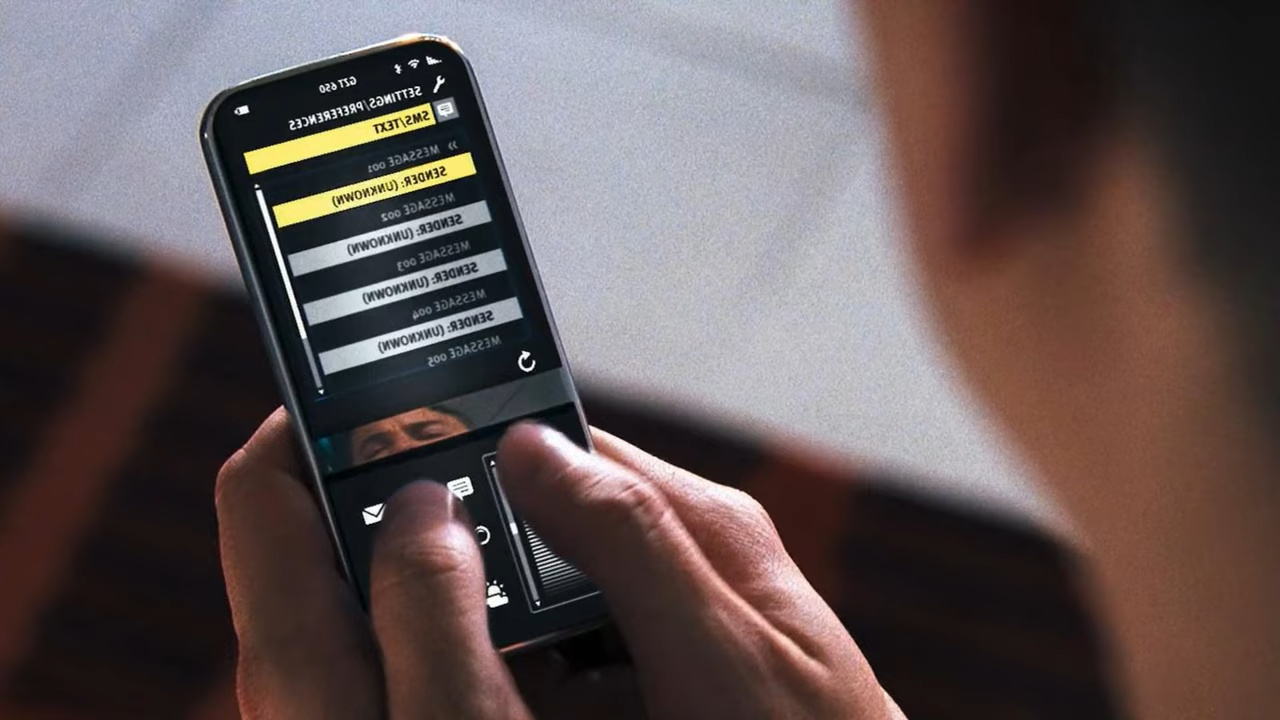 GZT 650
SETTINGS/PREFERENCES
SMS/TEXT
» MESSAGE 001
SENDER: (UNKNOWN)
MESSAGE 002
SENDER: (UNKNOWN)
MESSAGE 003
SENDER: (UNKNOWN)
MESSAGE 004
SENDER: (UNKNOWN)
MESSAGE 005